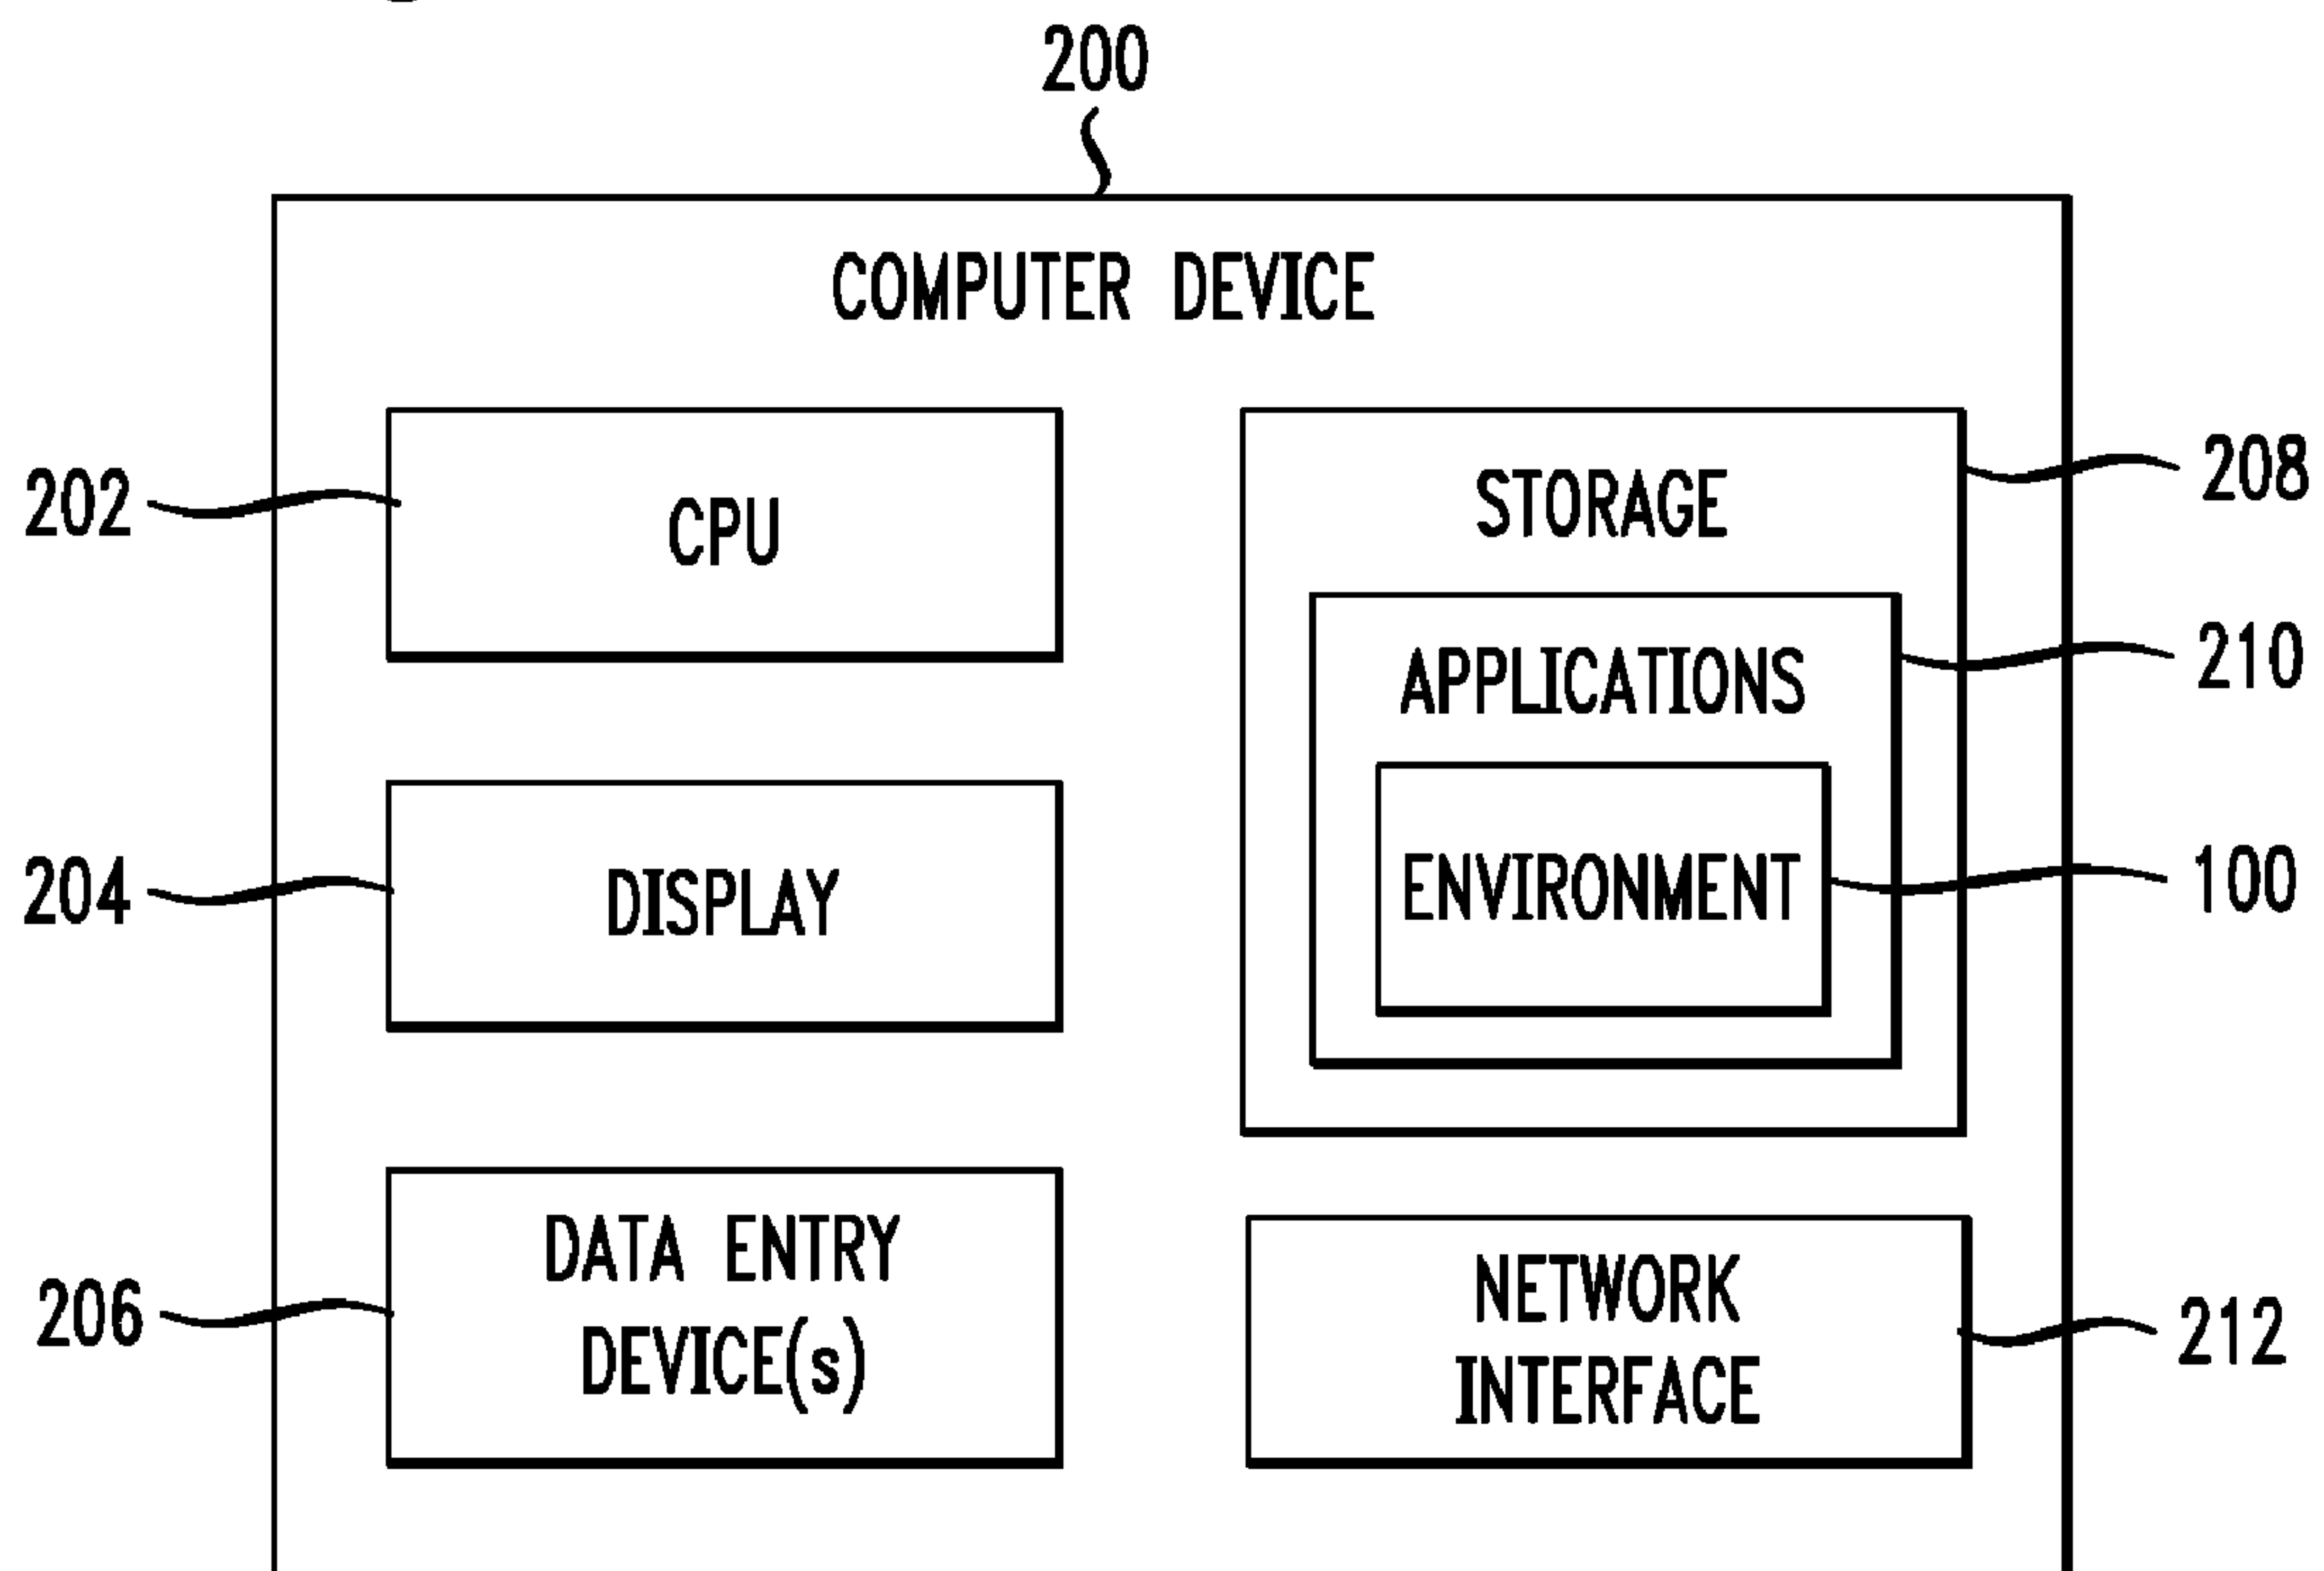 200
COMPUTER DEVICE
202
CPU
STORAGE
208
APPLICATIONS
210
204
DISPLAY
ENVIRONMENT
100
206
DATA ENTRY
DEVICE(s)
NETWORK
INTERFACE
212